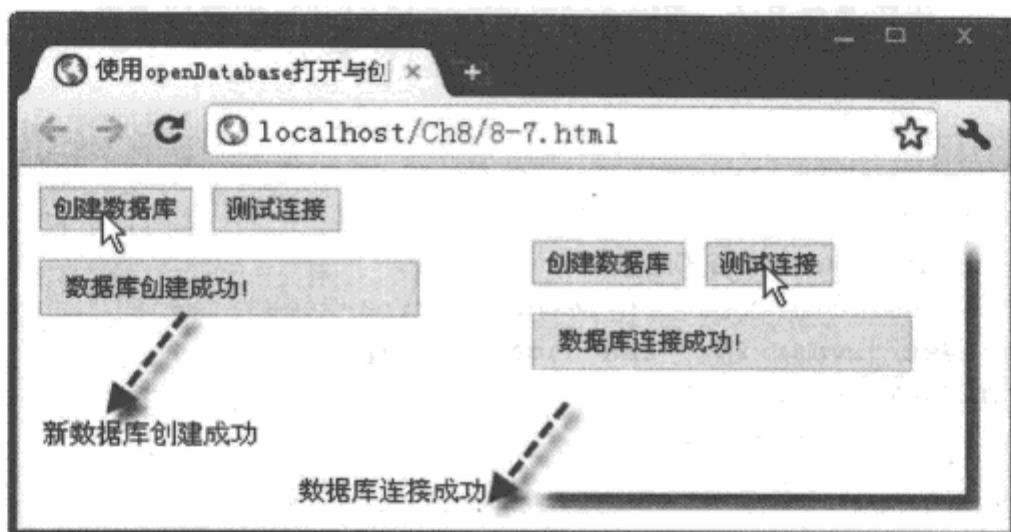 使用openDatabase打开与创
localhost/Ch8/8-7.html
创建数据库 测试连接
数据库创建成功!
创建数据库 测试连接
数据库连接成功!
新数据库创建成功
数据库连接成功